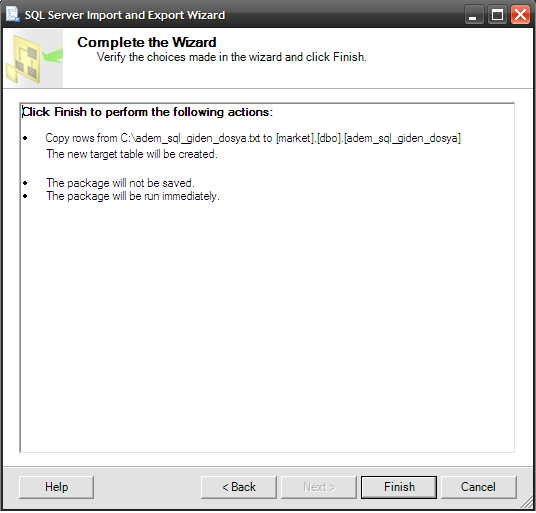 SQL Server Import and Export Wizard
Complete the Wizard
Verify the choices made in the wizard and click Finish.
Click Finish to perform the following actions:
• Copy rows from C:\adem_sql_giden_dosya.txt to [market].[dbo].[adem_sql_giden_dosya]
The new target table will be created.
• The package will not be saved.
• The package will be run immediately.
Help
< Back
Next >
Finish
Cancel